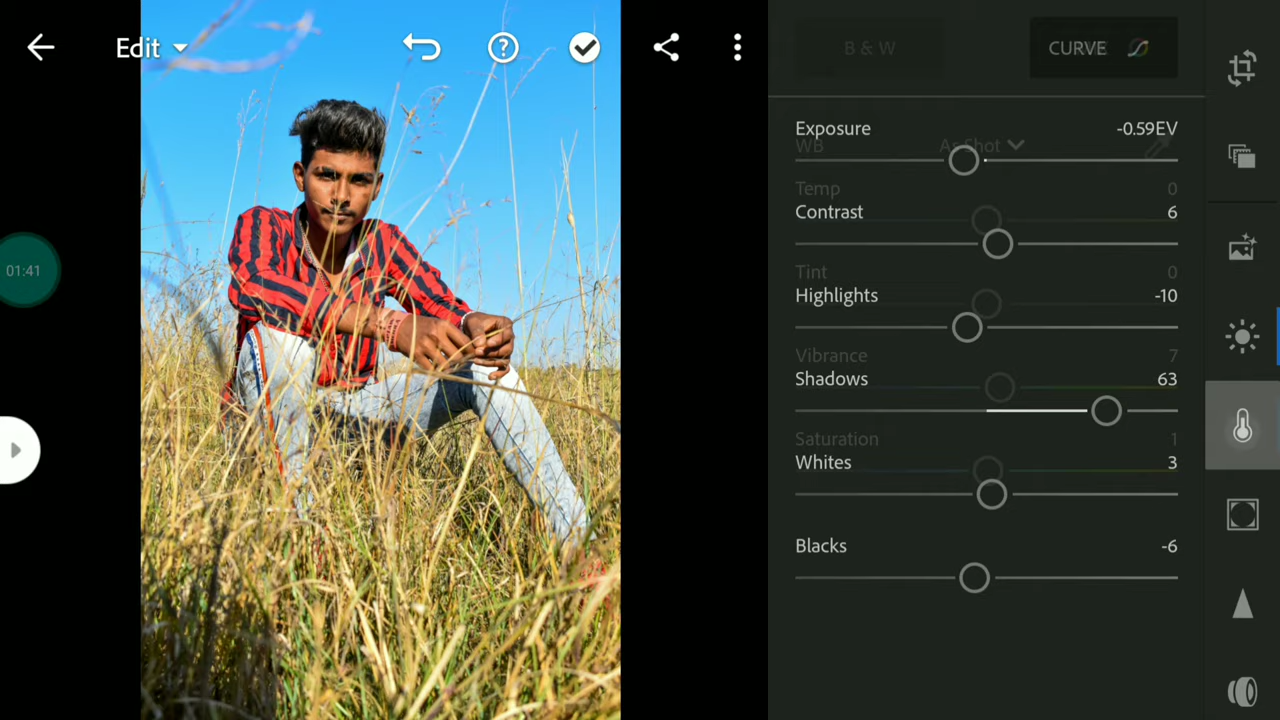 Edit
B & W
CURVE
Exposure -0.59EV
WB As Shot
Temp 0
Contrast 6
Tint 0
Highlights -10
Vibrance 7
Shadows 63
Saturation 1
Whites 3
Blacks -6
01:41